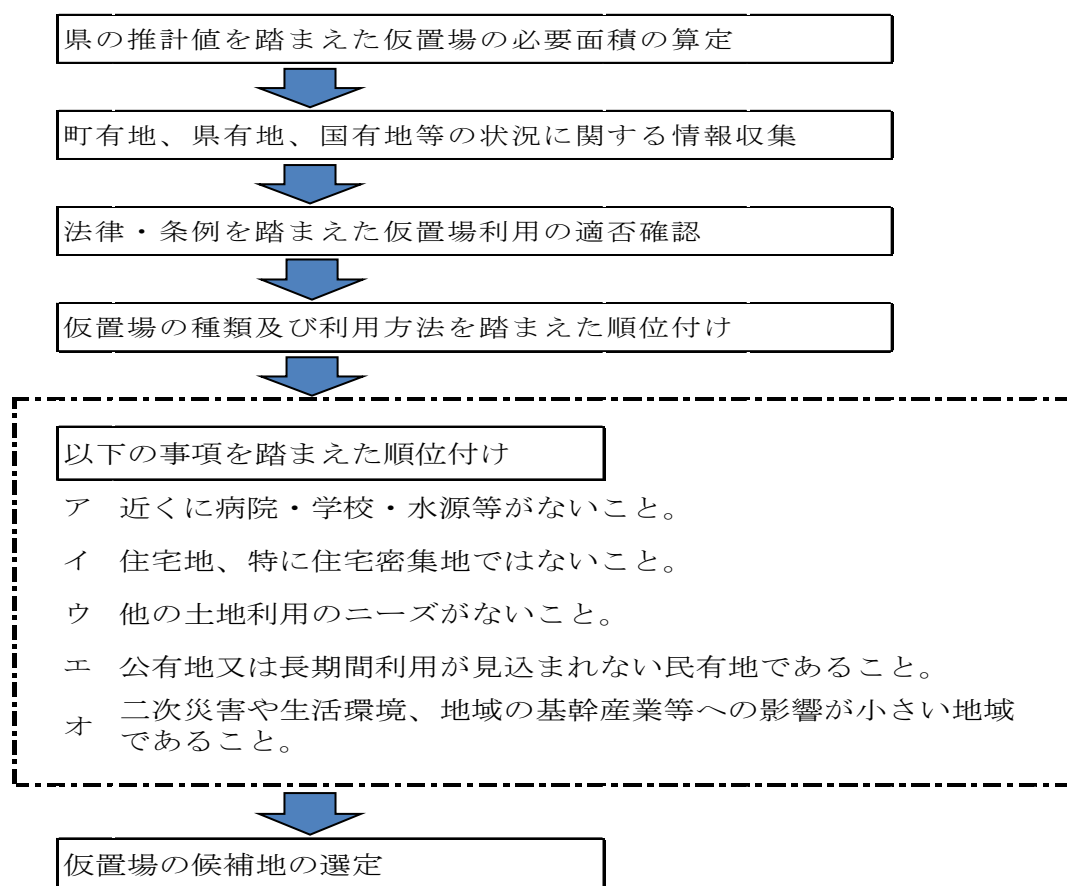 県の推計値を踏まえた仮置場の必要面積の算定
町有地、県有地、国有地等の状況に関する情報収集
法律・条例を踏まえた仮置場利用の適否確認
仮置場の種類及び利用方法を踏まえた順位付け
以下の事項を踏まえた順位付け
ア 近くに病院・学校・水源等がないこと。
イ 住宅地、特に住宅密集地ではないこと。
ウ 他の土地利用のニーズがないこと。
エ 公有地又は長期間利用が見込まれない民有地であること。
オ 二次災害や生活環境、地域の基幹産業等への影響が小さい地域
であること。
仮置場の候補地の選定